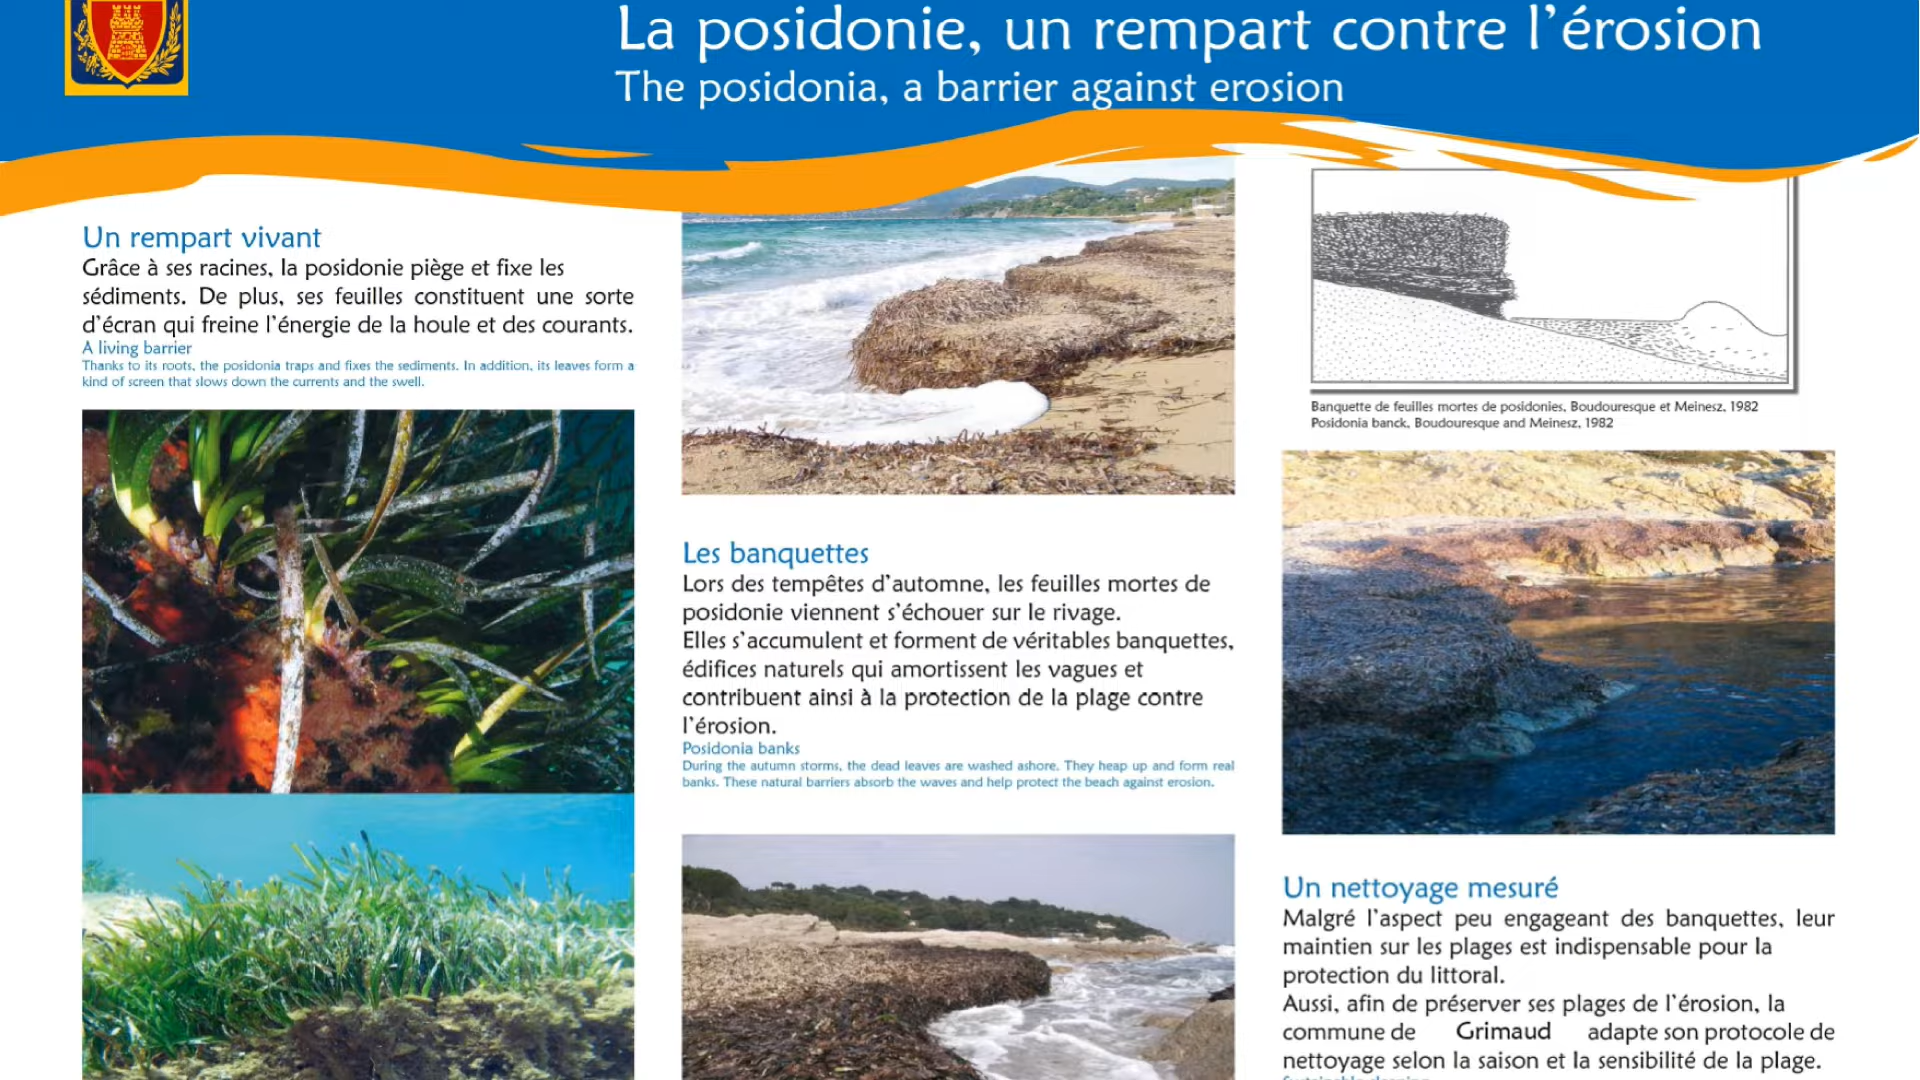 La posidonie, un rempart contre l'érosion
The posidonia, a barrier against erosion
Un rempart vivant
Grâce à ses racines, la posidonie piège et fixe les
sédiments. De plus, ses feuilles constituent une sorte
d'écran qui freine l'énergie de la houle et des courants.
A living barrier
Thanks to its roots, the posidonia traps and fixes the sediments. In addition, its leaves form a
kind of screen that slows down the currents and the swell.
Les banquettes
Lors des tempêtes d'automne, les feuilles mortes de
posidonie viennent s'échouer sur le rivage.
Elles s'accumulent et forment de véritables banquettes,
édifices naturels qui amortissent les vagues et
contribuent ainsi à la protection de la plage contre
l'érosion.
Posidonia banks
During the autumn storms, the dead leaves are washed ashore. They heap up and form real
banks. These natural barriers absorb the waves and help protect the beach against erosion.
Banquette de feuilles mortes de posidonies, Boudouresque et Meinesz, 1982
Posidonia banck, Boudouresque and Meinesz, 1982
Un nettoyage mesuré
Malgré l'aspect peu engageant des banquettes, leur
maintien sur les plages est indispensable pour la
protection du littoral.
Aussi, afin de préserver ses plages de l'érosion, la
commune de Grimaud adapte son protocole de
nettoyage selon la saison et la sensibilité de la plage.